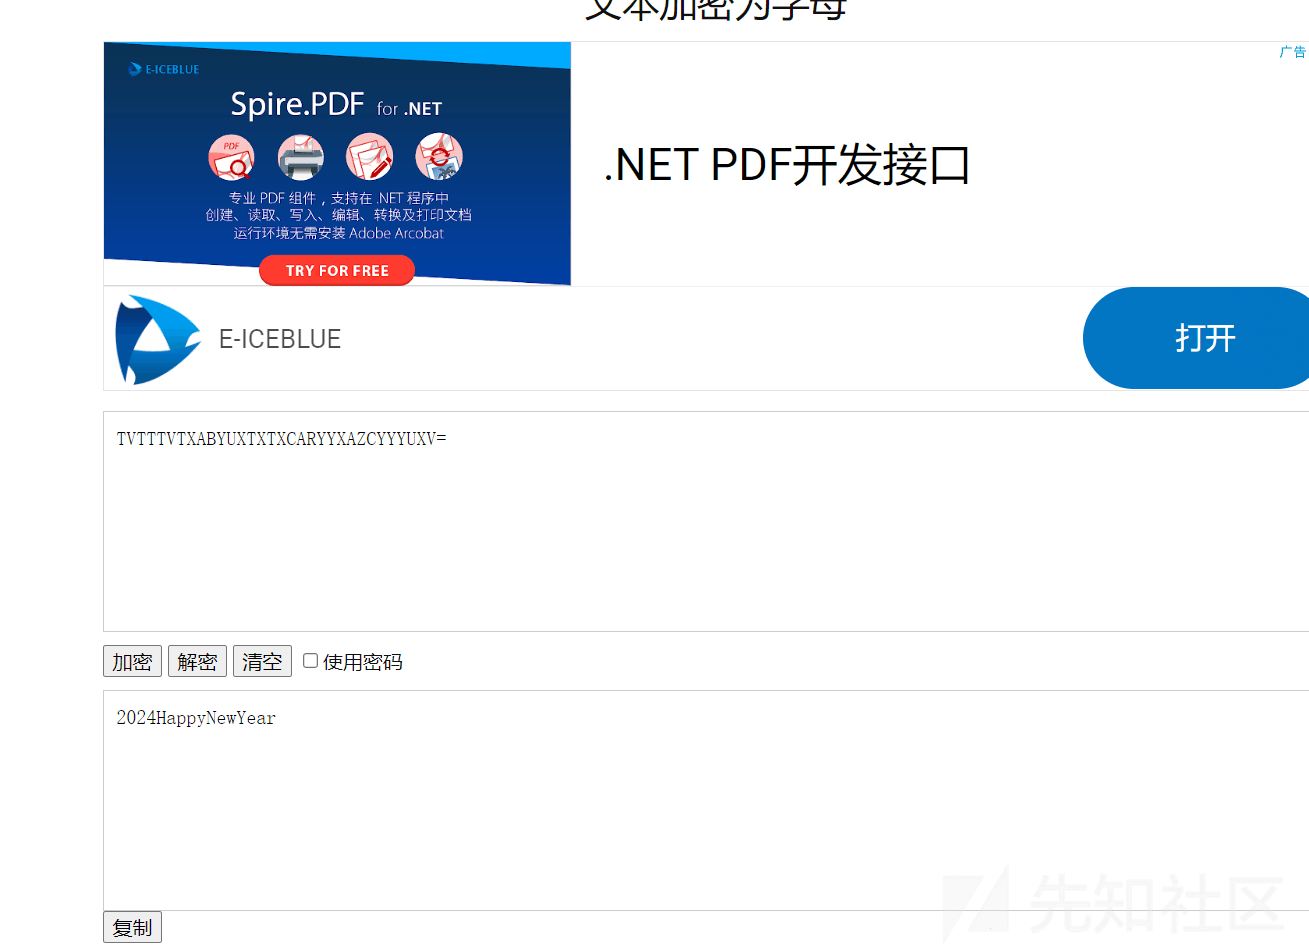 文本加密为字母
广告
E-ICEBLUE
Spire.PDF for .NET
PDF
专业 PDF 组件，支持在 .NET 程序中
创建、读取、写入、编辑、转换及打印文档
运行环境无需安装 Adobe Arcobat
TRY FOR FREE
.NET PDF开发接口
E-ICEBLUE
打开
TVTTTVTXABYUXTXTXCARYYXAZCYYYUXV=
加密 解密 清空 使用密码
2024HappyNewYear
复制
先知社区